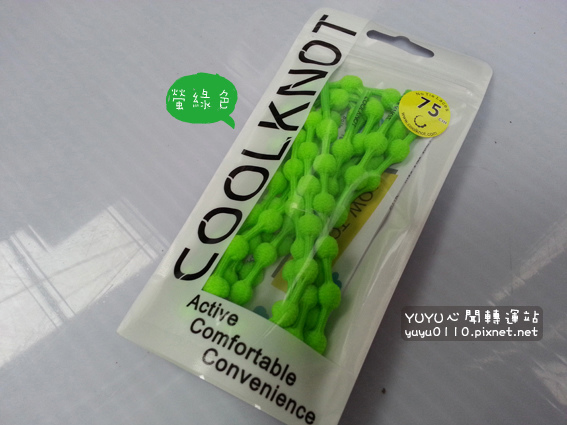 螢綠色
COOLKNOT
Active
Comfortable
Convenience
75
YUYU心聞轉運站
yuyu0110.pixnet.net